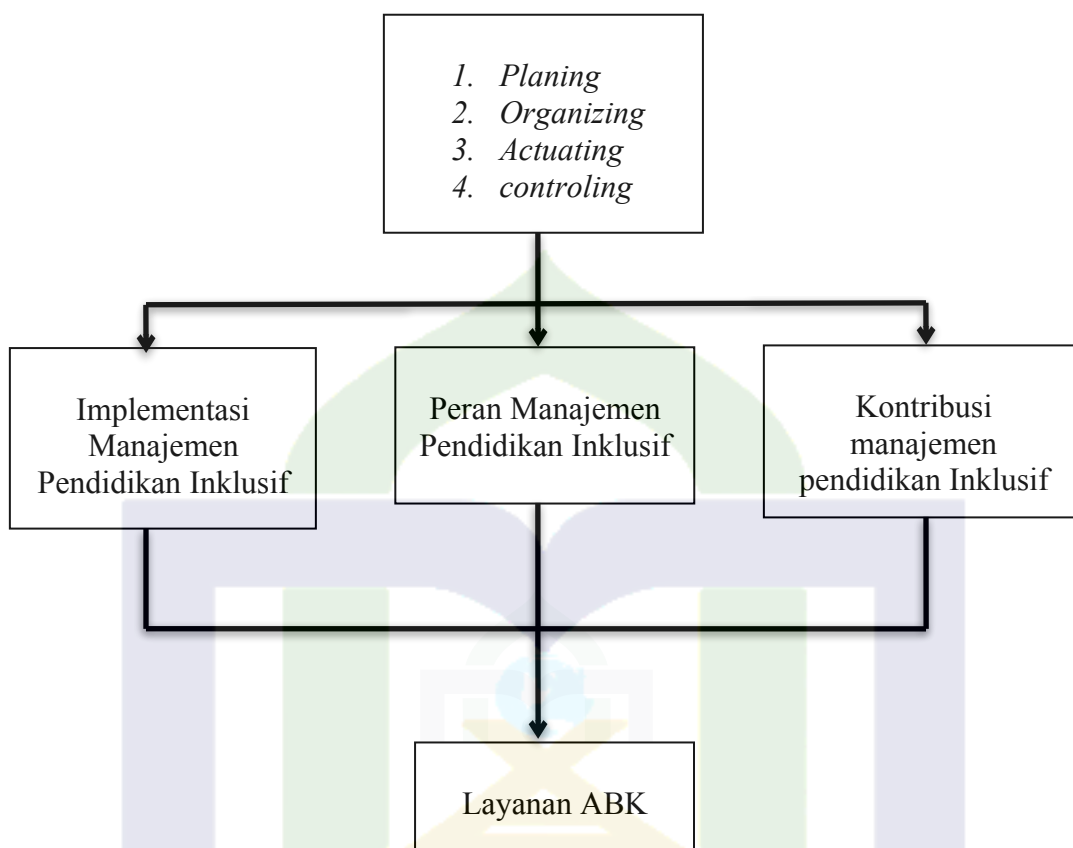 1. Planing
2. Organizing
3. Actuating
4. controling
Implementasi
Manajemen
Pendidikan Inklusif
Peran Manajemen
Pendidikan Inklusif
Kontribusi
manajemen
pendidikan Inklusif
Layanan ABK